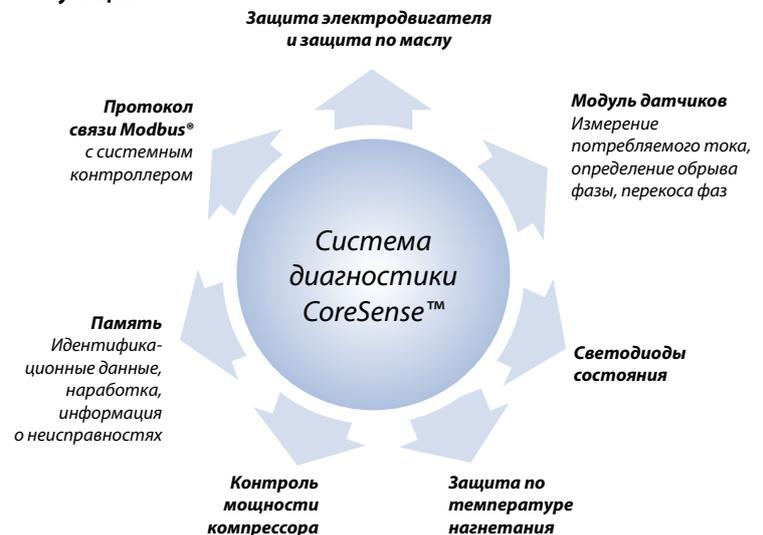 Защита электродвигателя
и защита по маслу
Протокол
связи Modbus®
с системным
контроллером
Модуль датчиков
Измерение
потребляемого тока,
определение обрыва
фазы, перекоса фаз
Система
диагностики
CoreSense™
Память
Идентифика-
ционные данные,
наработка,
информация
о неисправностях
Светодиоды
состояния
Контроль
мощности
компрессора
Защита по
температуре
нагнетания